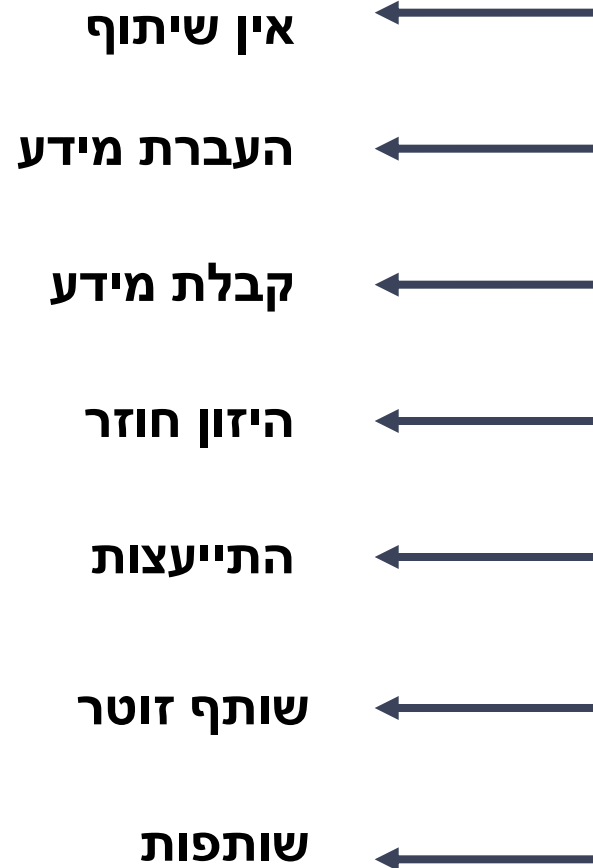 אין שיתוף
העברת מידע
קבלת מידע
היזון חוזר
התייעצות
שותף זוטר
שותפות